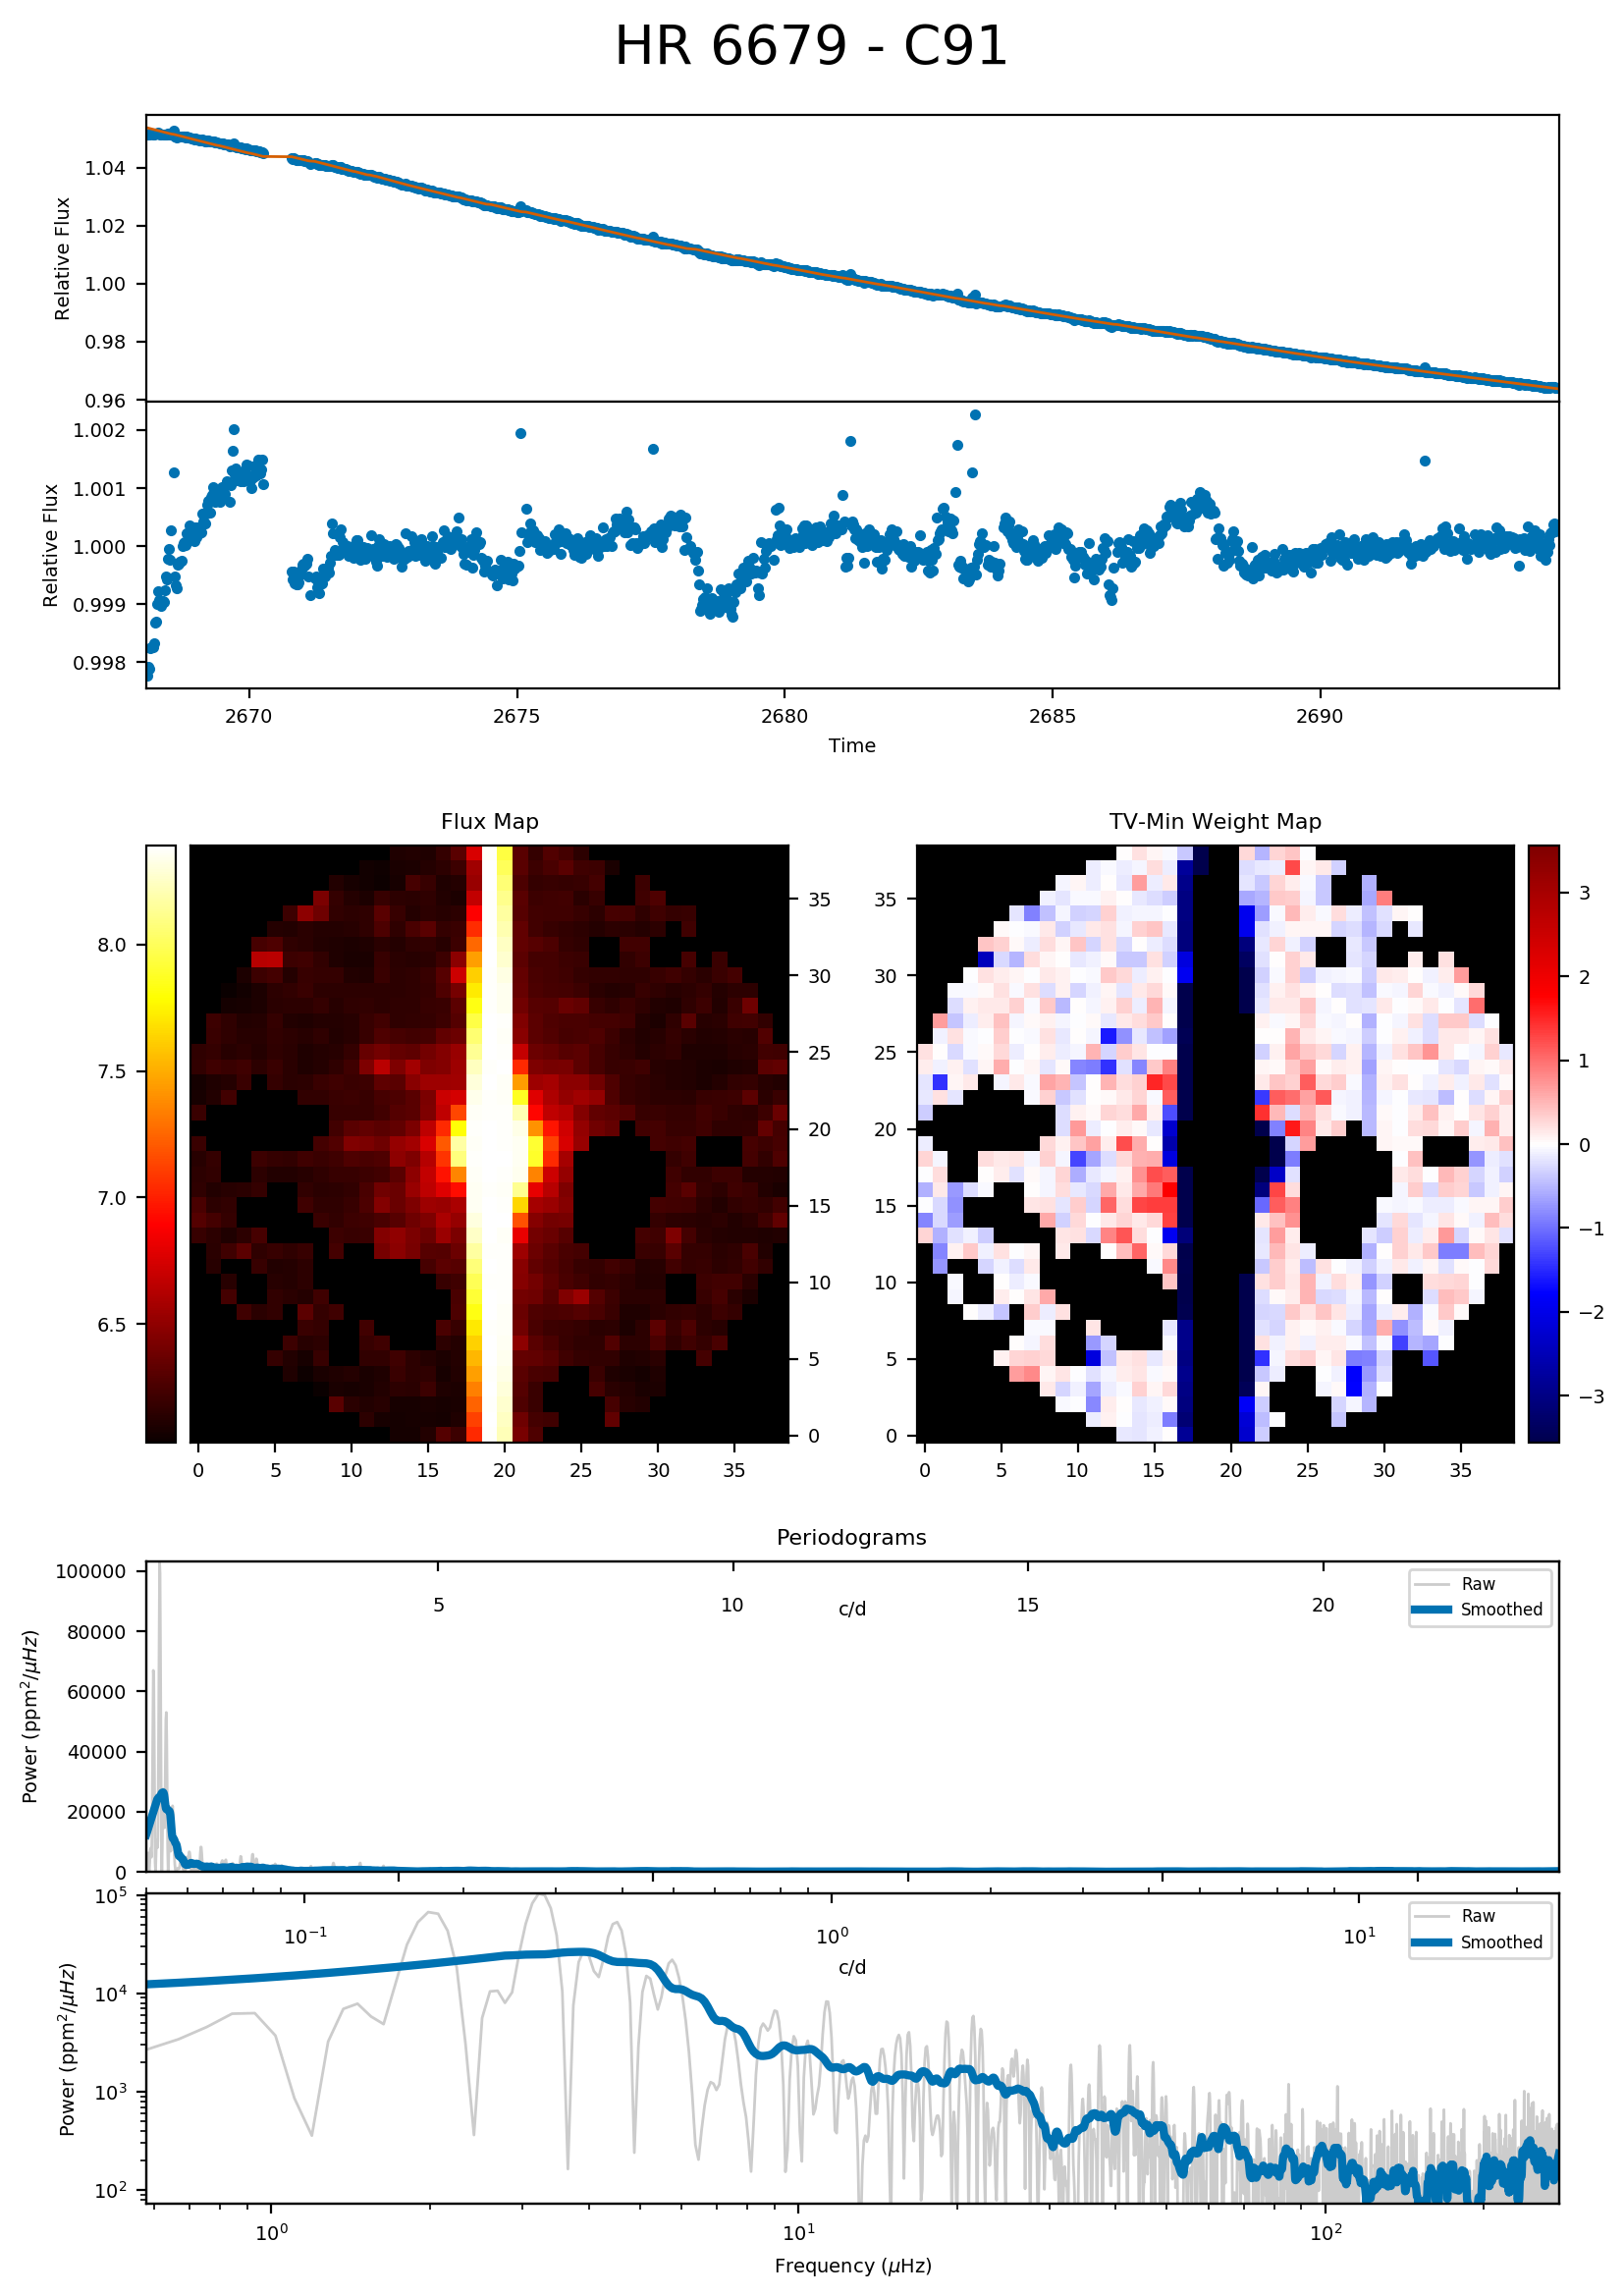 HR 6679 - C91
1.04
1.02
1.00
0.98
0.96
Relative Flux
1.002
1.001
1.000
0.999
0.998
Relative Flux
2670 2675 2680 2685 2690
Time
Flux Map
8.0
7.5
7.0
6.5
35
30
25
20
15
10
5
0
0 5 10 15 20 25 30 35
TV-Min Weight Map
35
30
25
20
15
10
5
0
0 5 10 15 20 25 30 35
3
2
1
0
−1
−2
−3
Periodograms
100000
80000
60000
40000
20000
0
Power (ppm²/μHz)
5 10 15 20
c/d
Raw
Smoothed
10⁵
10⁴
10³
10²
Power (ppm²/μHz)
10⁻¹ 10⁰ 10¹
c/d
Raw
Smoothed
10⁰ 10¹ 10²
Frequency (μHz)